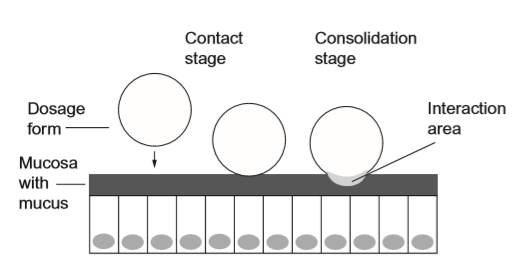 Contact
stage
Consolidation
stage
Dosage
form
Interaction
area
Mucosa
with
mucus